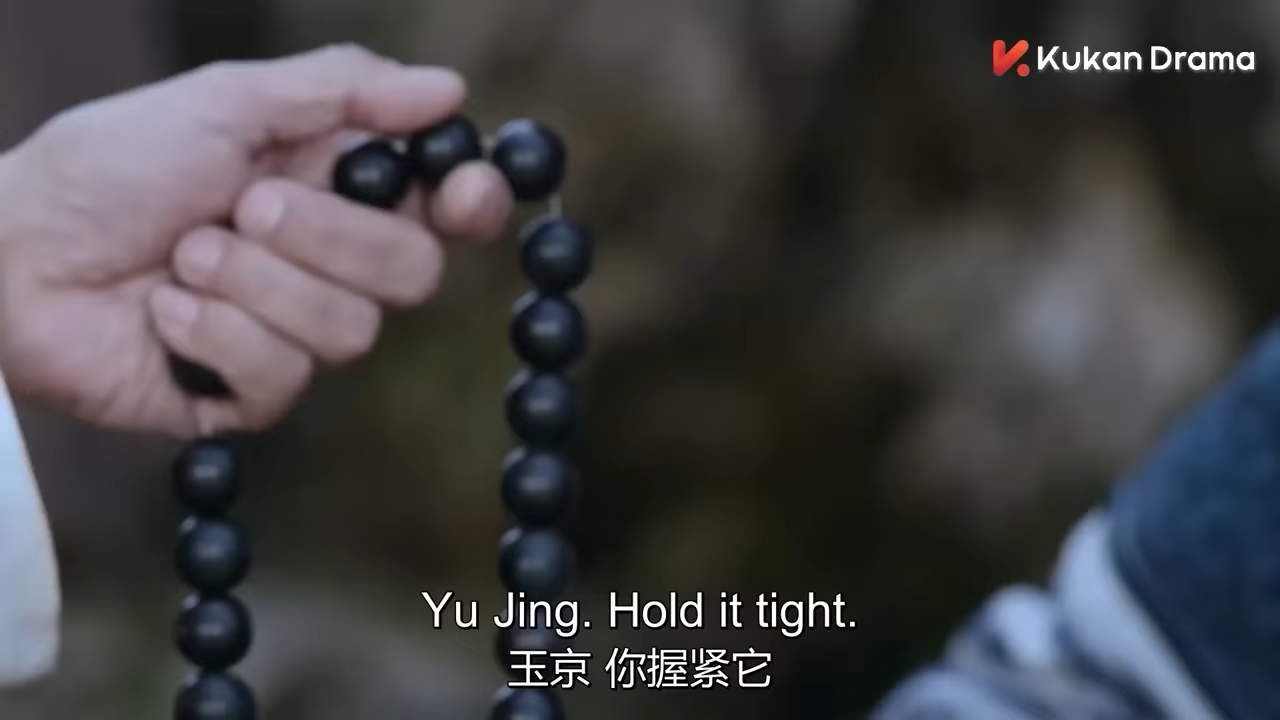 Kukan Drama
Yu Jing. Hold it tight.
玉京 你握紧它